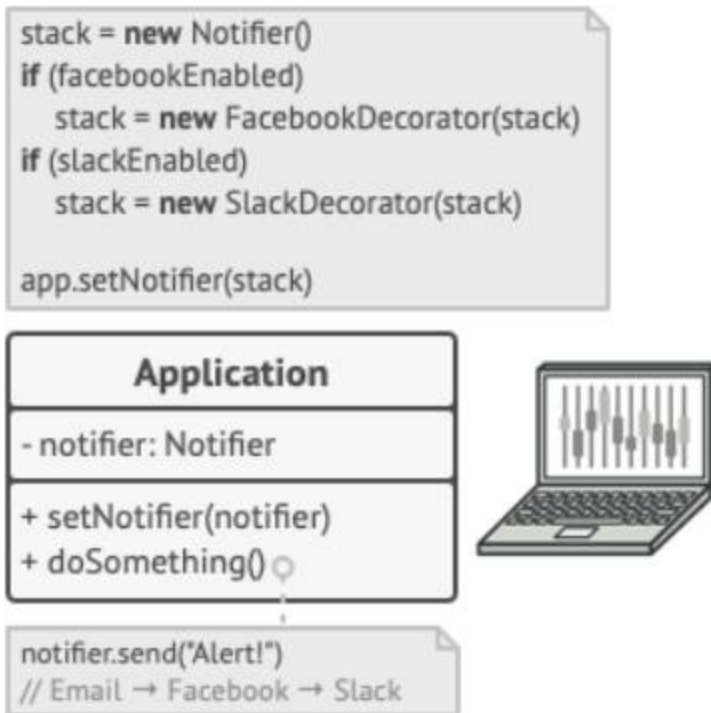 stack = new Notifier()
if (facebookEnabled)
stack = new FacebookDecorator(stack)
if (slackEnabled)
stack = new SlackDecorator(stack)
app.setNotifier(stack)
Application
- notifier: Notifier
+ setNotifier(notifier)
+ doSomething()
notifier.send("Alert!")
// Email → Facebook → Slack